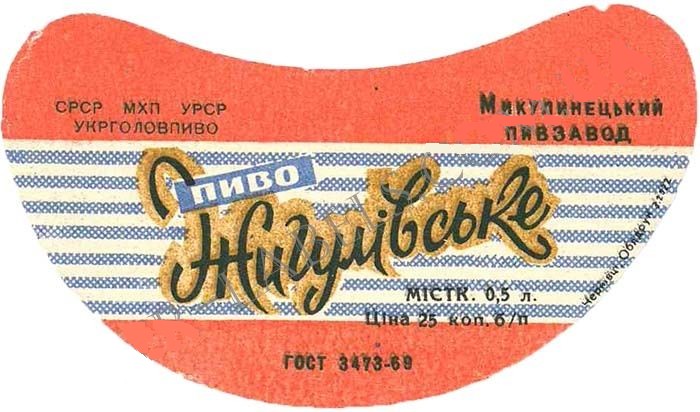 СРСР МХП УРСР
УКРГОЛОВПИВО
Микулинецький
ПИВЗАВОД
ПИВО
Жигулівське
МІСТК. 0,5 л.
Ціна 25 коп. б/п
ГОСТ 3473-69